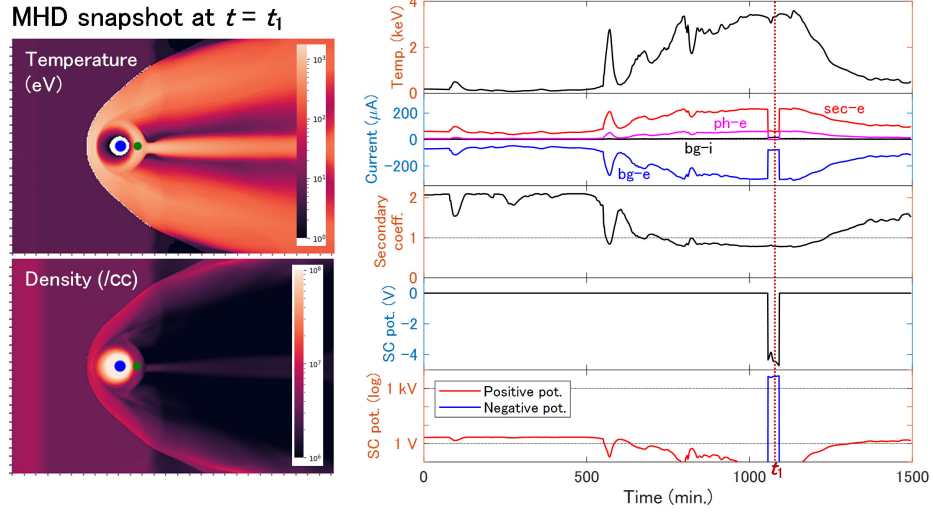 MHD snapshot at t = t1
Temperature
(eV)
10³
10²
10¹
10⁰
Density (/cc)
10⁸
10⁷
10⁶
Temp. (keV)
4
2
0
Current (μA)
200
0
-200
sec-e
ph-e
bg-i
bg-e
Secondary
coeff.
2
1
0
SC pot. (V)
0
-2
-4
SC pot. (log)
1 kV
1 V
Positive pot.
Negative pot.
0
500
1000
1500
t1
Time (min.)